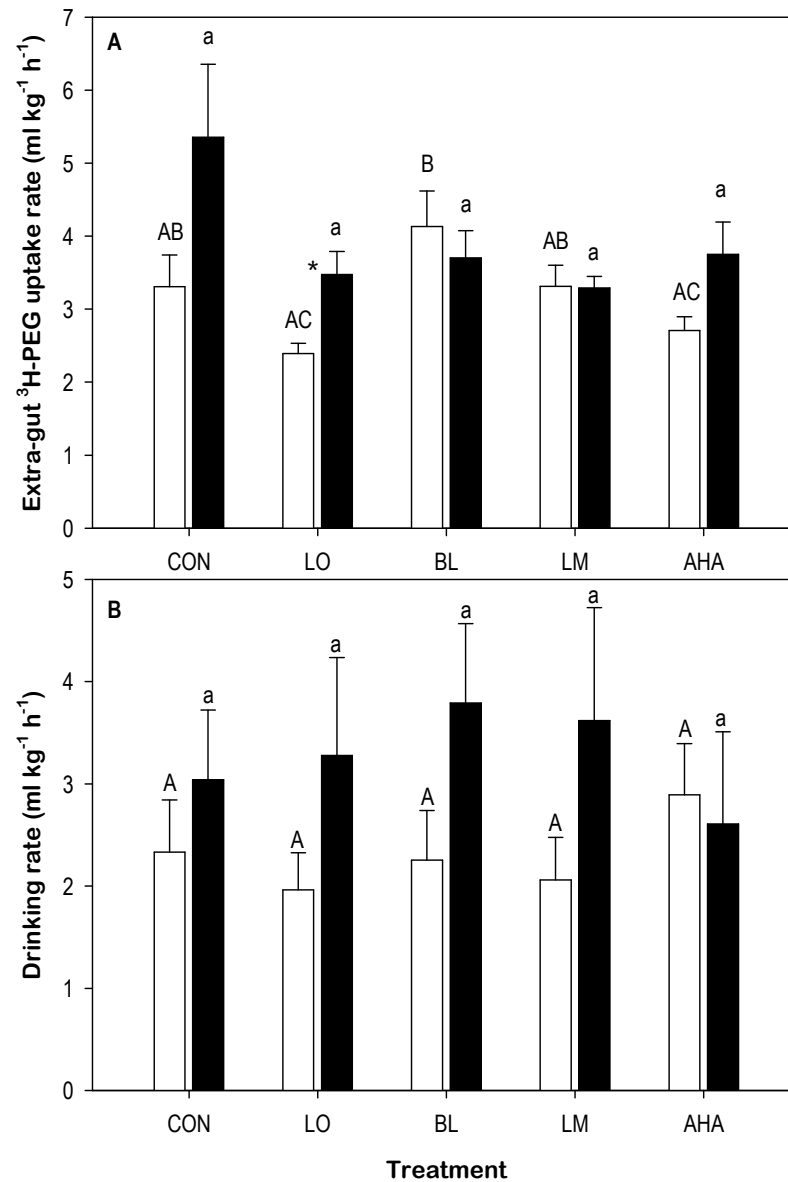 Extra-gut ³H-PEG uptake rate (ml kg⁻¹ h⁻¹)
7
6
5
4
3
2
1
0
A
AB
a
AC
*
a
B
a
AB
a
AC
a
CON LO BL LM AHA
Drinking rate (ml kg⁻¹ h⁻¹)
5
4
3
2
1
0
B
A
a
A
a
A
a
A
a
A
a
CON LO BL LM AHA
Treatment